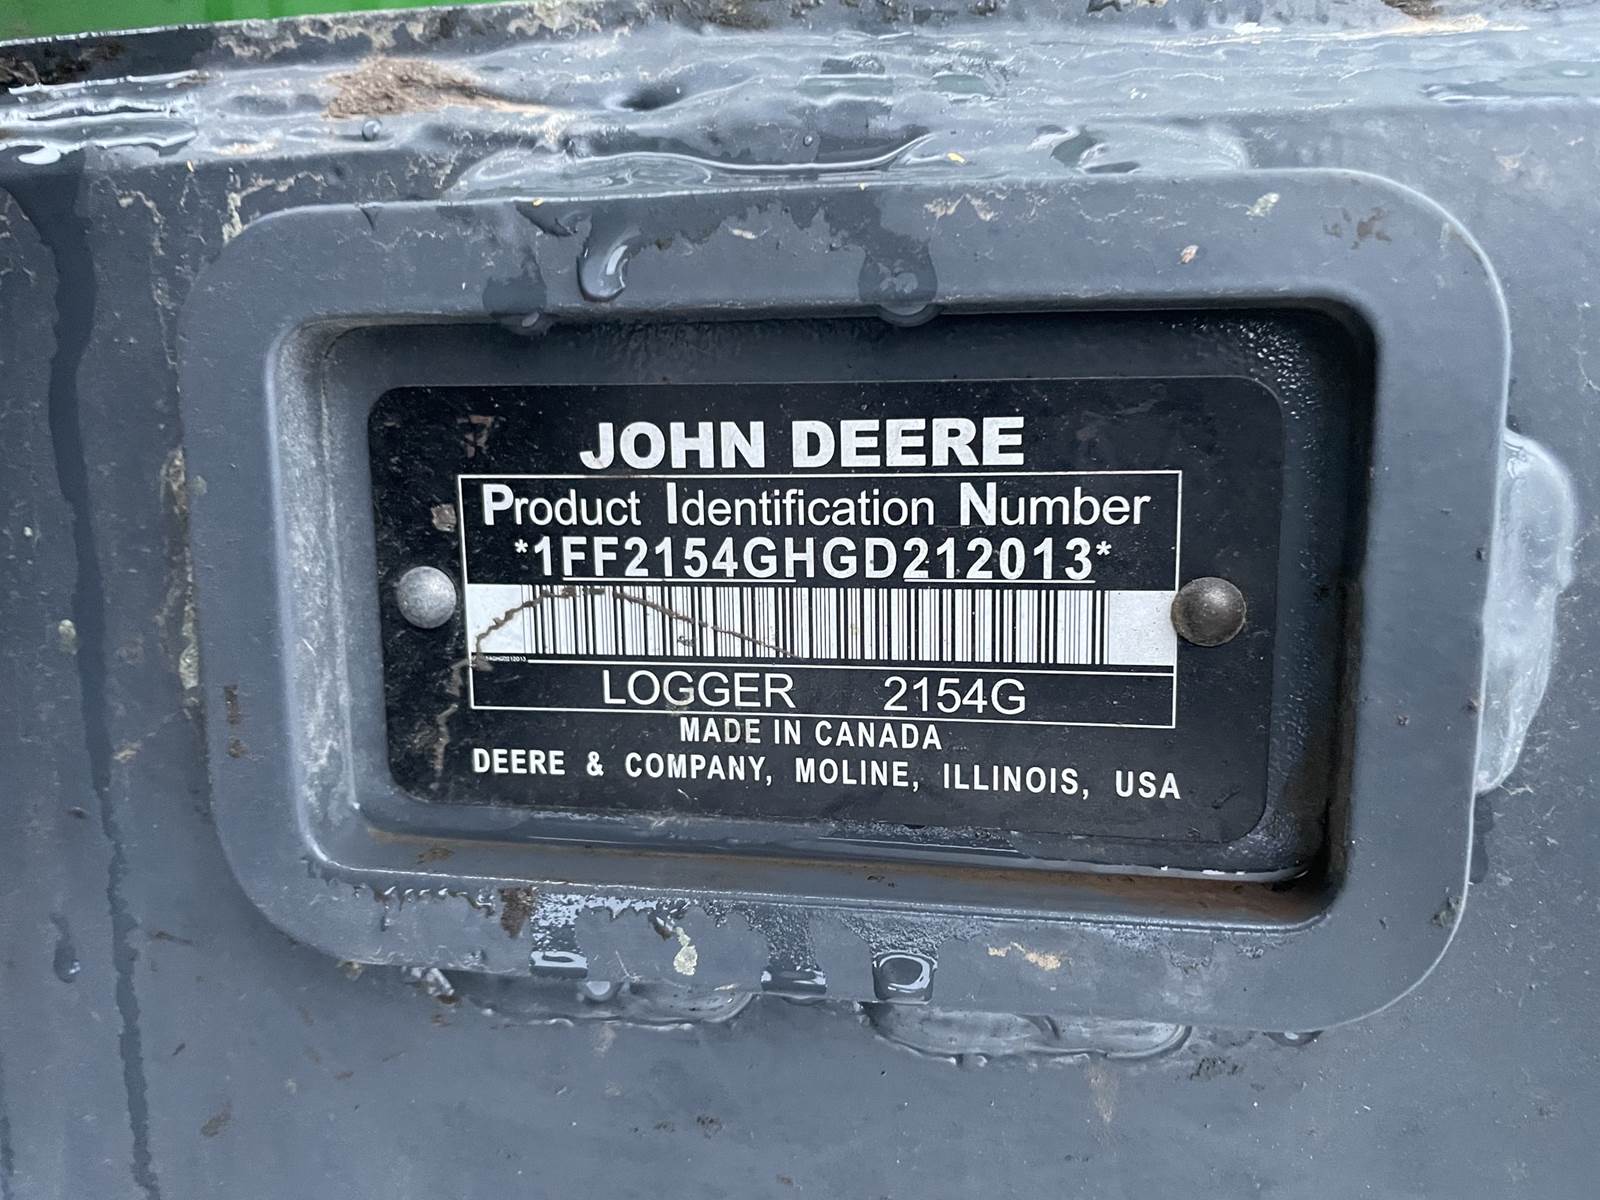 JOHN DEERE
Product Identification Number
*1FF2154GHGD212013*
LOGGER 2154G
MADE IN CANADA
DEERE & COMPANY, MOLINE, ILLINOIS, USA